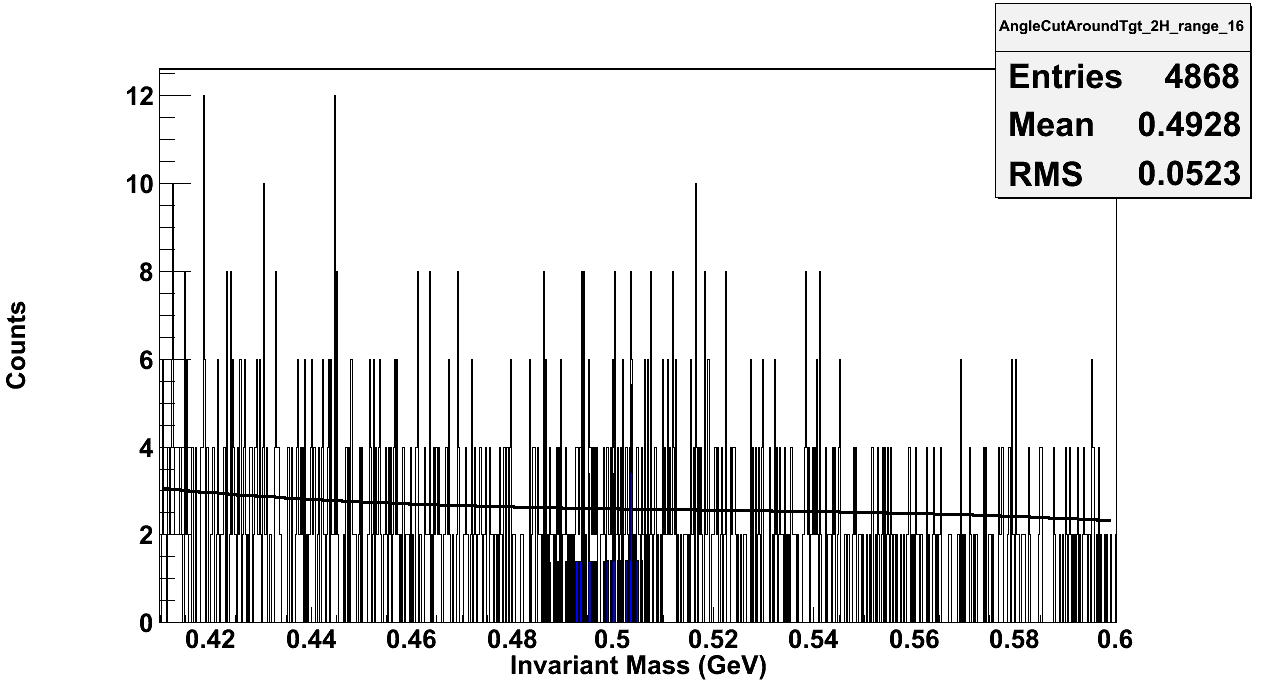 AngleCutAroundTgt_2H_range_16
Entries 4868
Mean 0.4928
RMS 0.0523
12
10
8
6
4
2
0
Counts
0.42 0.44 0.46 0.48 0.5 0.52 0.54 0.56 0.58 0.6
Invariant Mass (GeV)